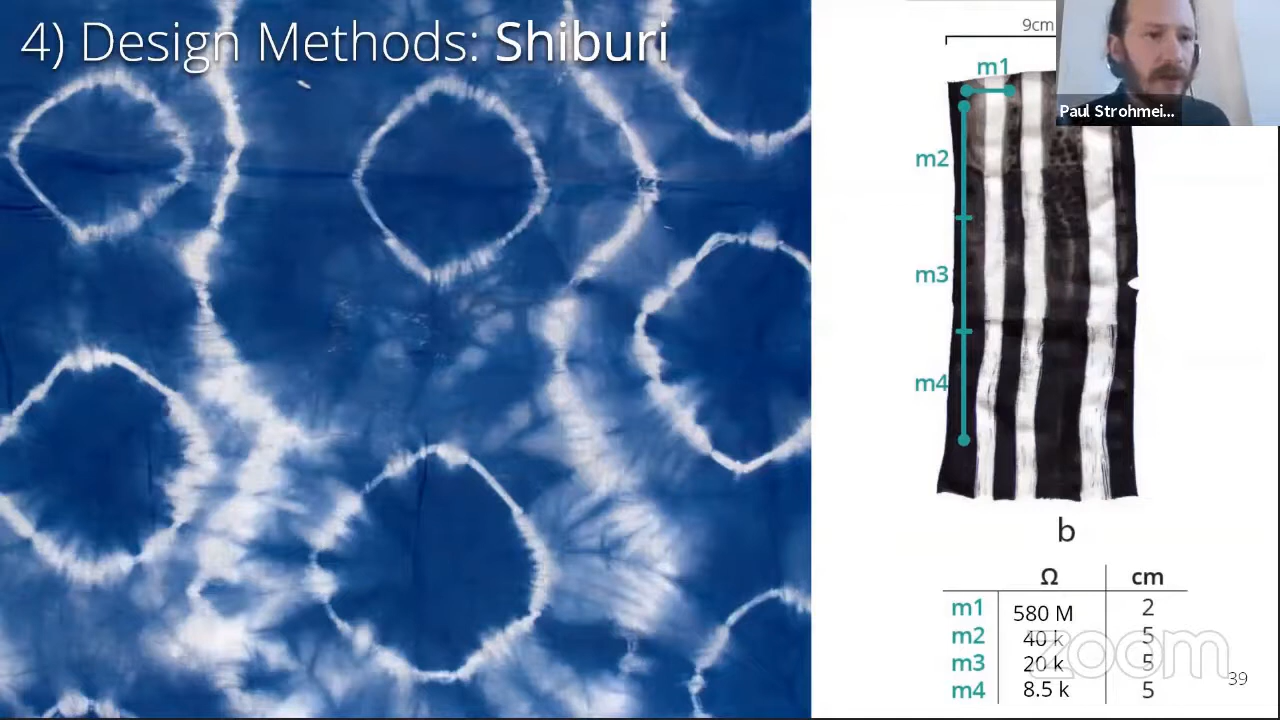 4) Design Methods: Shiburi
9cm
m1
Paul Strohmei...
m2
m3
m4
b
Ω cm
m1 580 M 2
m2 40 k 5
m3 20 k 5
m4 8.5 k 5
zoom
39